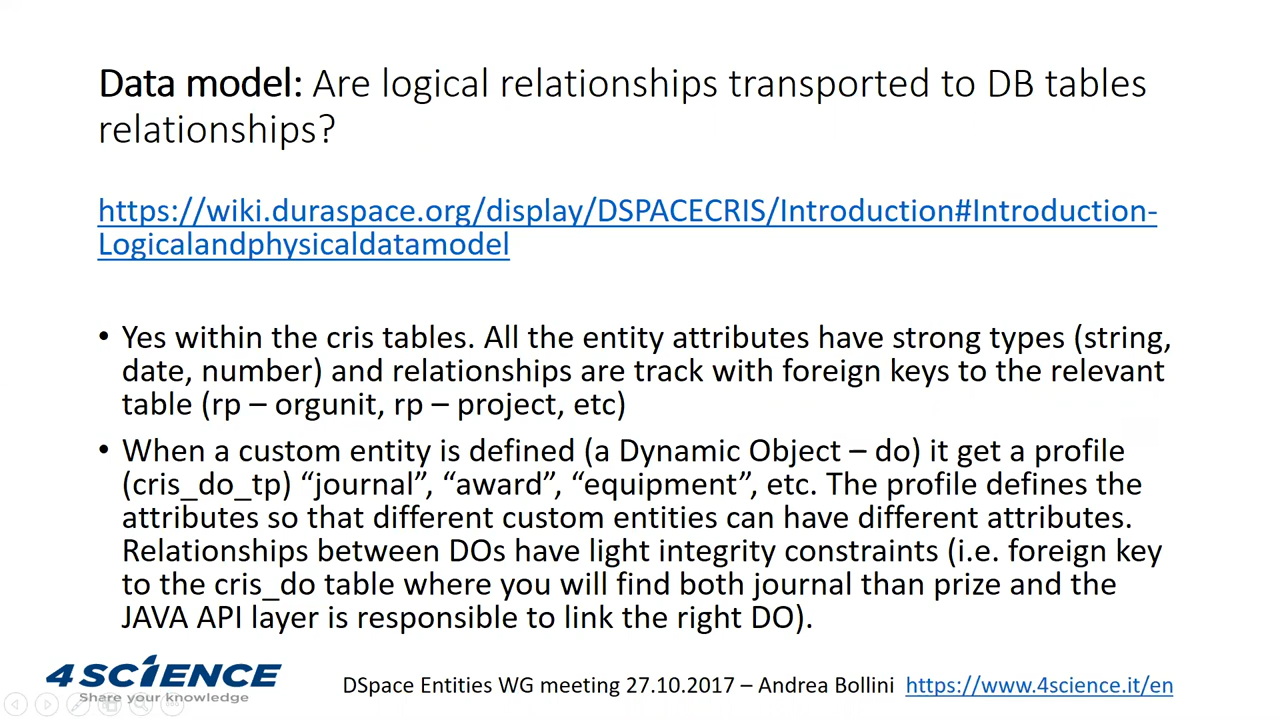 Data model: Are logical relationships transported to DB tables
relationships?
https://wiki.duraspace.org/display/DSPACECRIS/Introduction#Introduction-
Logicalandphysicaldatamodel
• Yes within the cris tables. All the entity attributes have strong types (string,
date, number) and relationships are track with foreign keys to the relevant
table (rp – orgunit, rp – project, etc)
• When a custom entity is defined (a Dynamic Object – do) it get a profile
(cris_do_tp) “journal”, “award”, “equipment”, etc. The profile defines the
attributes so that different custom entities can have different attributes.
Relationships between DOs have light integrity constraints (i.e. foreign key
to the cris_do table where you will find both journal than prize and the
JAVA API layer is responsible to link the right DO).
4SCIENCE
Share your knowledge
DSpace Entities WG meeting 27.10.2017 – Andrea Bollini https://www.4science.it/en